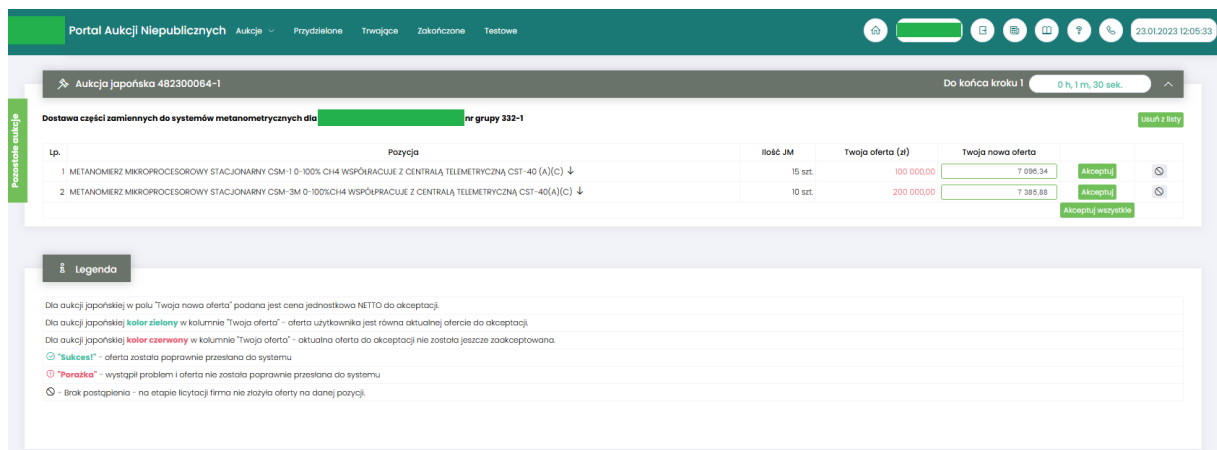 Portal Aukcji Niepublicznych Aukcje Przydzielone Trwające Zakończone Testowe 23.01.2023 12:05:33
Aukcja japońska 482300064-1 Do końca kroku 1 0 h, 1 m, 30 sek.
Pozostałe aukcje
Dostawa części zamiennych do systemów metanometrycznych dla nr grupy 332-1 Usuń z listy
Lp. Pozycja Ilość JM Twoja oferta (zł) Twoja nowa oferta
1 METANOMIERZ MIKROPROCESOROWY STACJONARNY CSM-1 0-100% CH4 WSPÓŁPRACUJE Z CENTRALĄ TELEMETRYCZNĄ CST-40 (A)(C) ↓ 15 szt. 100 000,00 7 096,34 Akceptuj
2 METANOMIERZ MIKROPROCESOROWY STACJONARNY CSM-3M 0-100%CH4 WSPÓŁPRACUJE Z CENTRALĄ TELEMETRYCZNĄ CST-40(A)(C) ↓ 10 szt. 200 000,00 7 385,88 Akceptuj
Akceptuj wszystkie
Legenda
Dla aukcji japońskiej w polu "Twoja nowa oferta" podana jest cena jednostkowa NETTO do akceptacji.
Dla aukcji japońskiej kolor zielony w kolumnie "Twoja oferta" - oferta użytkownika jest równa aktualnej ofercie do akceptacji.
Dla aukcji japońskiej kolor czerwony w kolumnie "Twoja oferta" - aktualna oferta do akceptacji nie została jeszcze zaakceptowana.
"Sukces!" - oferta została poprawnie przesłana do systemu
"Porażka" - wystąpił problem i oferta nie została poprawnie przesłana do systemu
- Brak postąpienia - na etapie licytacji firma nie złożyła oferty na danej pozycji.